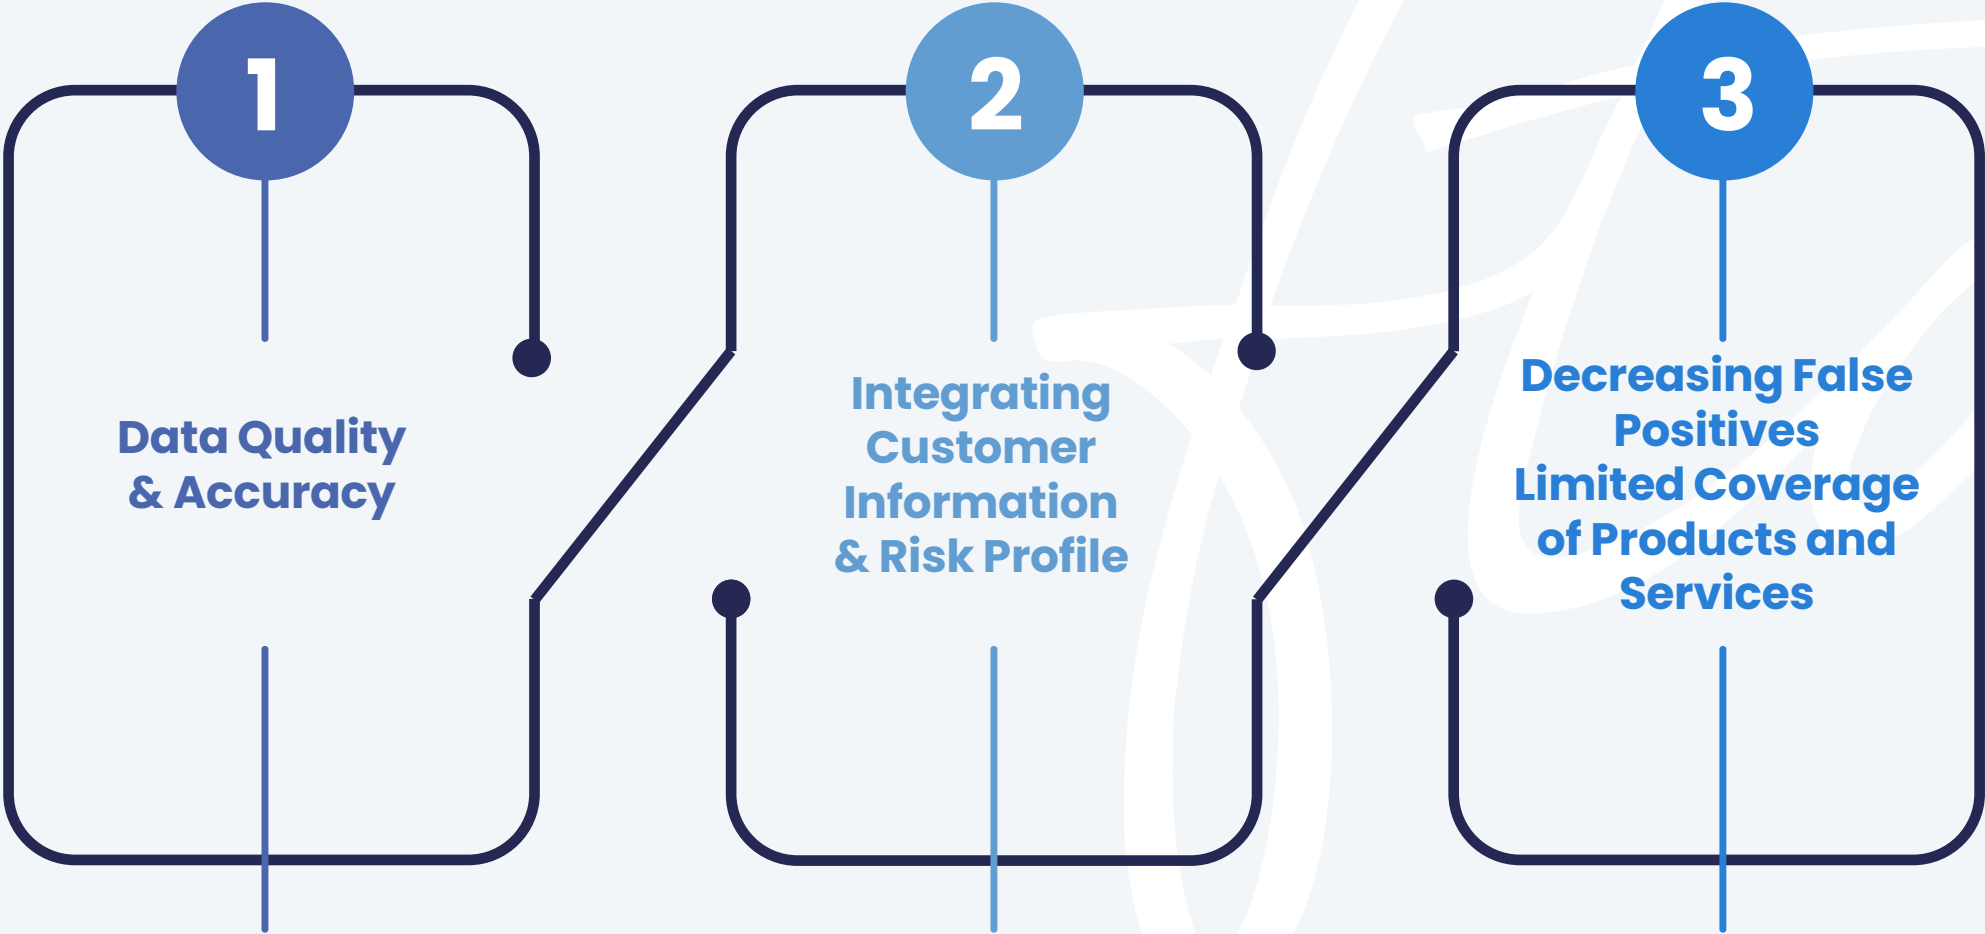 1
Data Quality
& Accuracy
2
Integrating
Customer
Information
& Risk Profile
3
Decreasing False
Positives
Limited Coverage
of Products and
Services